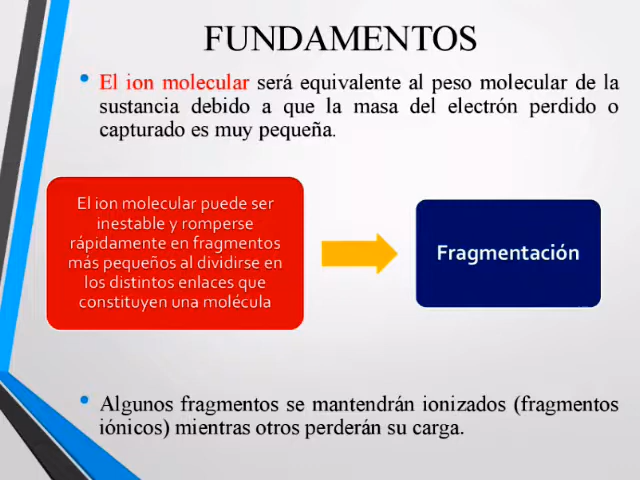 FUNDAMENTOS
El ion molecular será equivalente al peso molecular de la
sustancia debido a que la masa del electrón perdido o
capturado es muy pequeña.
El ion molecular puede ser
inestable y romperse
rápidamente en fragmentos
más pequeños al dividirse en
los distintos enlaces que
constituyen una molécula
Fragmentación
Algunos fragmentos se mantendrán ionizados (fragmentos
iónicos) mientras otros perderán su carga.